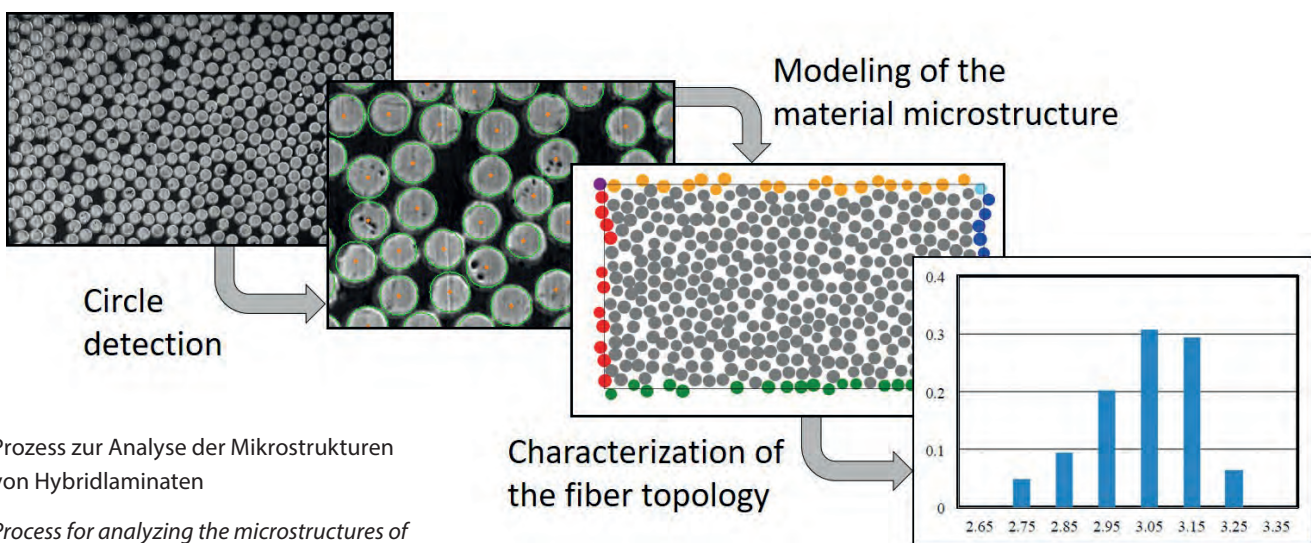 Modeling of the
material microstructure
Circle
detection
Characterization of
the fiber topology
0.4
0.3
0.2
0.1
0
2.65 2.75 2.85 2.95 3.05 3.15 3.25 3.35
Prozess zur Analyse der Mikrostrukturen
von Hybridlaminaten
Process for analyzing the microstructures of